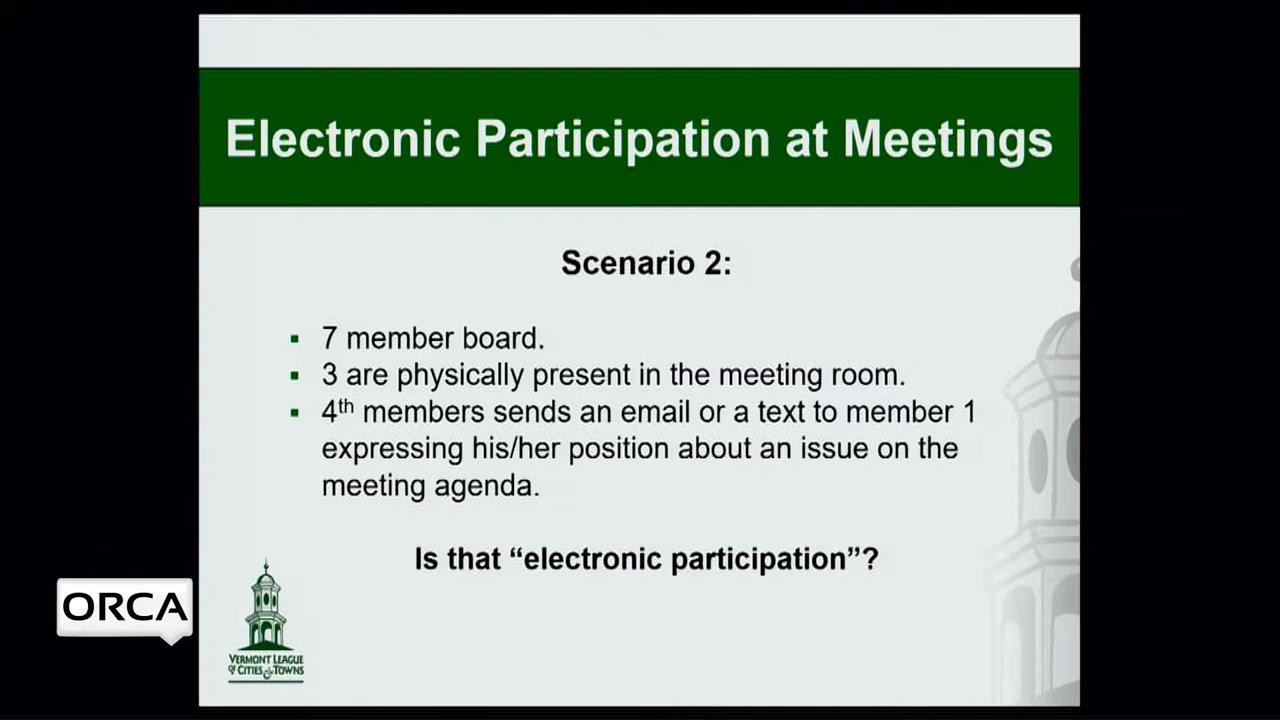 Electronic Participation at Meetings
Scenario 2:
▪ 7 member board.
▪ 3 are physically present in the meeting room.
▪ 4th members sends an email or a text to member 1
expressing his/her position about an issue on the
meeting agenda.
Is that “electronic participation”?
ORCA
VERMONT LEAGUE
OF CITIES & TOWNS